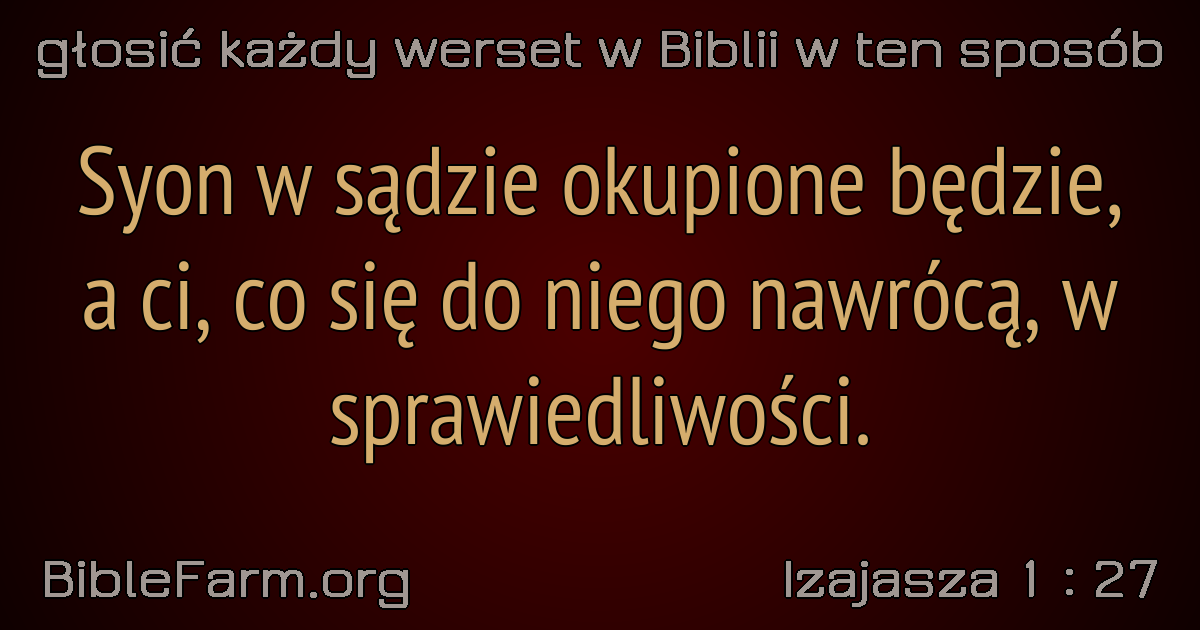 głosić każdy werset w Biblii w ten sposób
Syon w sądzie okupione będzie,
a ci, co się do niego nawrócą, w
sprawiedliwości.
BibleFarm.org
Izajasza 1 : 27